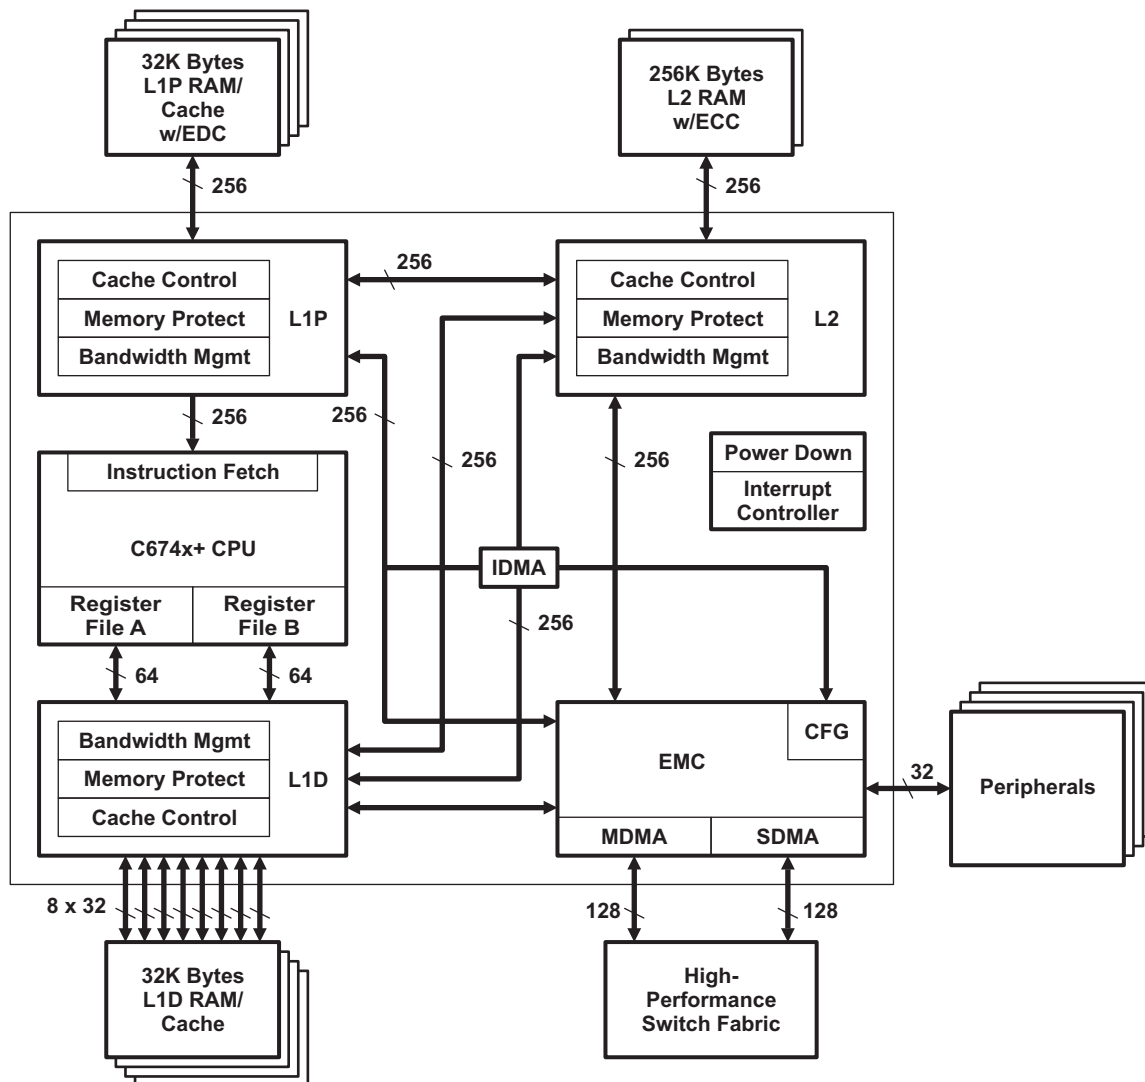 32K Bytes
L1P RAM/
Cache
w/EDC
256K Bytes
L2 RAM
w/ECC
256
256
Cache Control
Memory Protect
Bandwidth Mgmt
L1P
256
Cache Control
Memory Protect
Bandwidth Mgmt
L2
256
256
256
256
Power Down
Interrupt
Controller
Instruction Fetch
C674x+ CPU
Register
File A
Register
File B
IDMA
256
64
64
Bandwidth Mgmt
Memory Protect
Cache Control
L1D
CFG
EMC
MDMA
SDMA
32
Peripherals
8 x 32
128
128
32K Bytes
L1D RAM/
Cache
High-
Performance
Switch Fabric